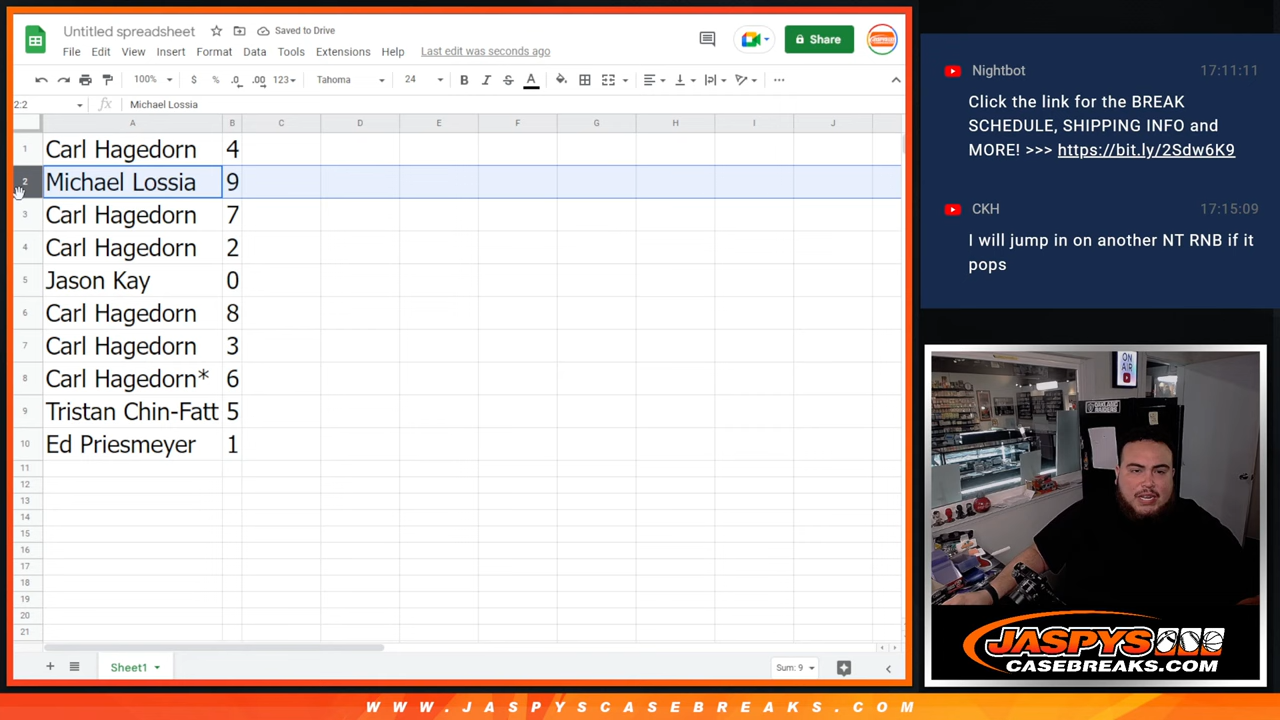 Untitled spreadsheet
Saved to Drive
File Edit View Insert Format Data Tools Extensions Help Last edit was seconds ago
Share
100% $ % .0 .00 123 Tahoma 24 B I S A
2:2 fx Michael Lossia
A B C D E F G H I J
1 Carl Hagedorn 4
2 Michael Lossia 9
3 Carl Hagedorn 7
4 Carl Hagedorn 2
5 Jason Kay 0
6 Carl Hagedorn 8
7 Carl Hagedorn 3
8 Carl Hagedorn* 6
9 Tristan Chin-Fatt 5
10 Ed Priesmeyer 1
11
12
13
14
15
16
17
18
19
20
21
Sheet1
Sum: 9
Nightbot 17:11:11
Click the link for the BREAK
SCHEDULE, SHIPPING INFO and
MORE! >>> https://bit.ly/2Sdw6K9
CKH 17:15:09
I will jump in on another NT RNB if it
pops
ON
AIR
JASPYS
CASEBREAKS.COM
WWW.JASPYSCASEBREAKS.COM